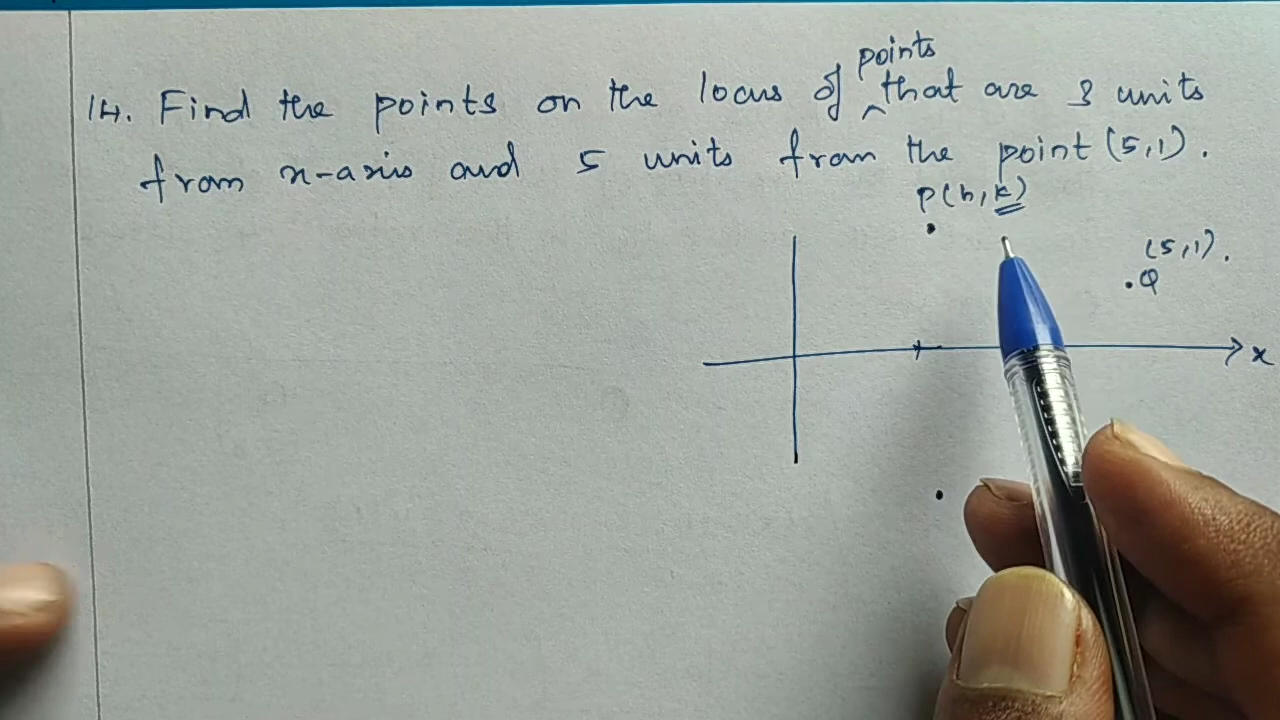 points
14. Find the points on the locus of ^ that are 3 units
from x-axis and 5 units from the point (5,1).
P(h,k)
(5,1).
Q
x